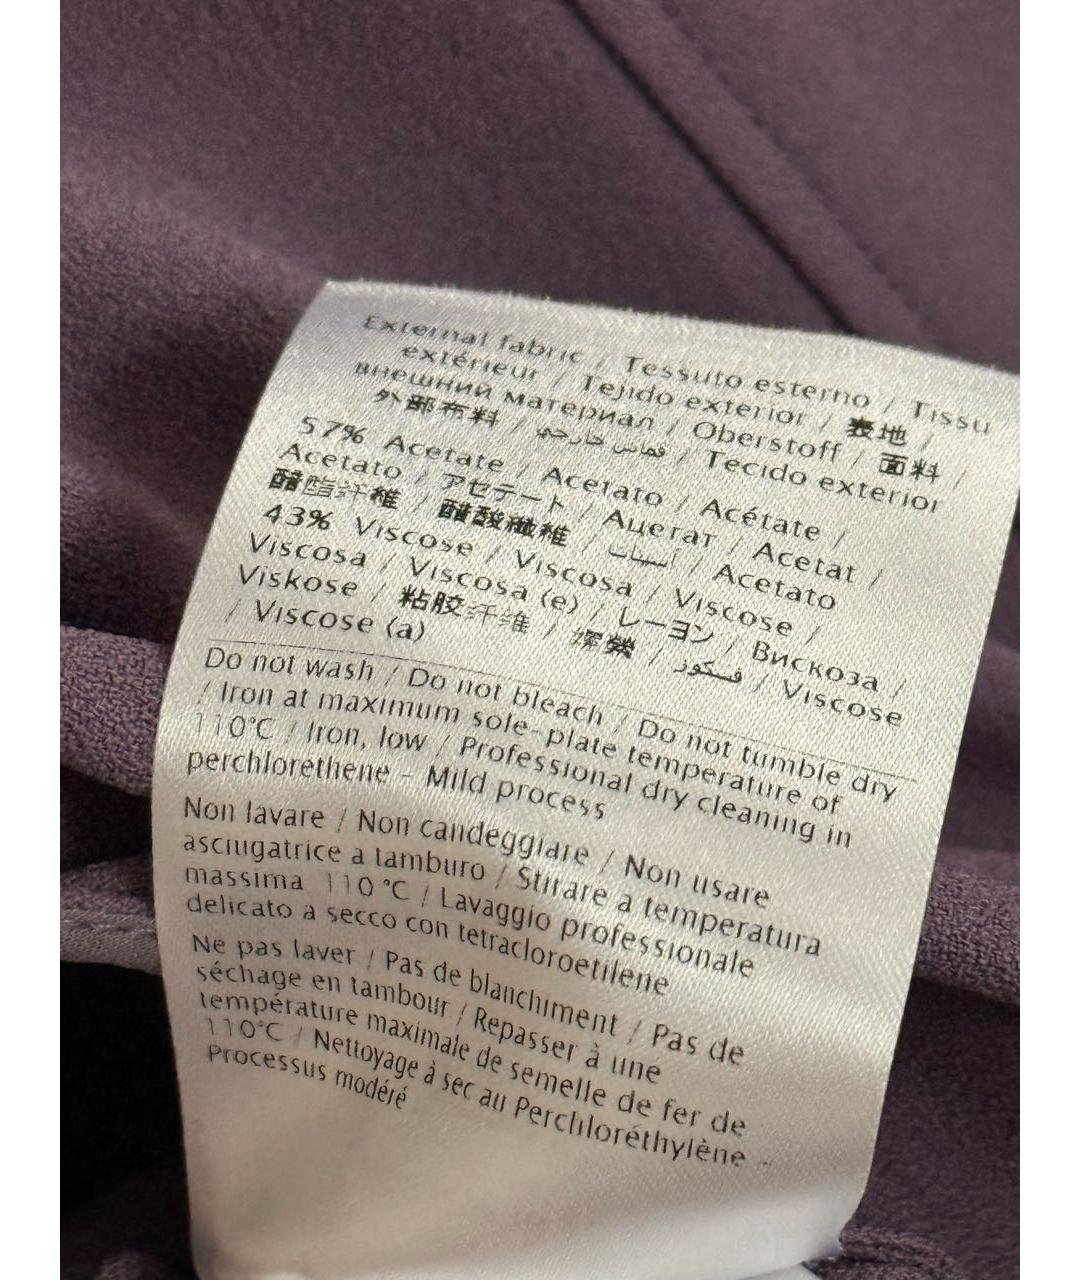 External fabric / Tessuto esterno / Tissu
extérieur / Tejido exterior / 表地 /
внешний материал / Oberstoff / 面料 /
外部布料 / قماش خارجي / Tecido exterior
57% Acetate / Acetato / Acétate /
Acetato / アセテート / Ацетат / Acetat /
醋酯纤维 / 醋酸纖維 / أسيتات / Acetato
43% Viscose / Viscosa / Viscose /
Viscosa / Viscosa (e) / レーヨン / Вискоза /
Viskose / 粘胶纤维 / فسكوز / Viscose
/ Viscose (a)
Do not wash / Do not bleach / Do not tumble dry
/ Iron at maximum sole-plate temperature of
110°C / Iron, low / Professional dry cleaning in
perchlorethene - Mild process
Non lavare / Non candeggiare / Non usare
asciugatrice a tamburo / Stirare a temperatura
massima 110°C / Lavaggio professionale
delicato a secco con tetracloroetilene
Ne pas laver / Pas de blanchiment / Pas de
séchage en tambour / Repasser à une
température maximale de semelle de fer de
110°C / Nettoyage à sec au Perchloréthylène -
Processus modéré